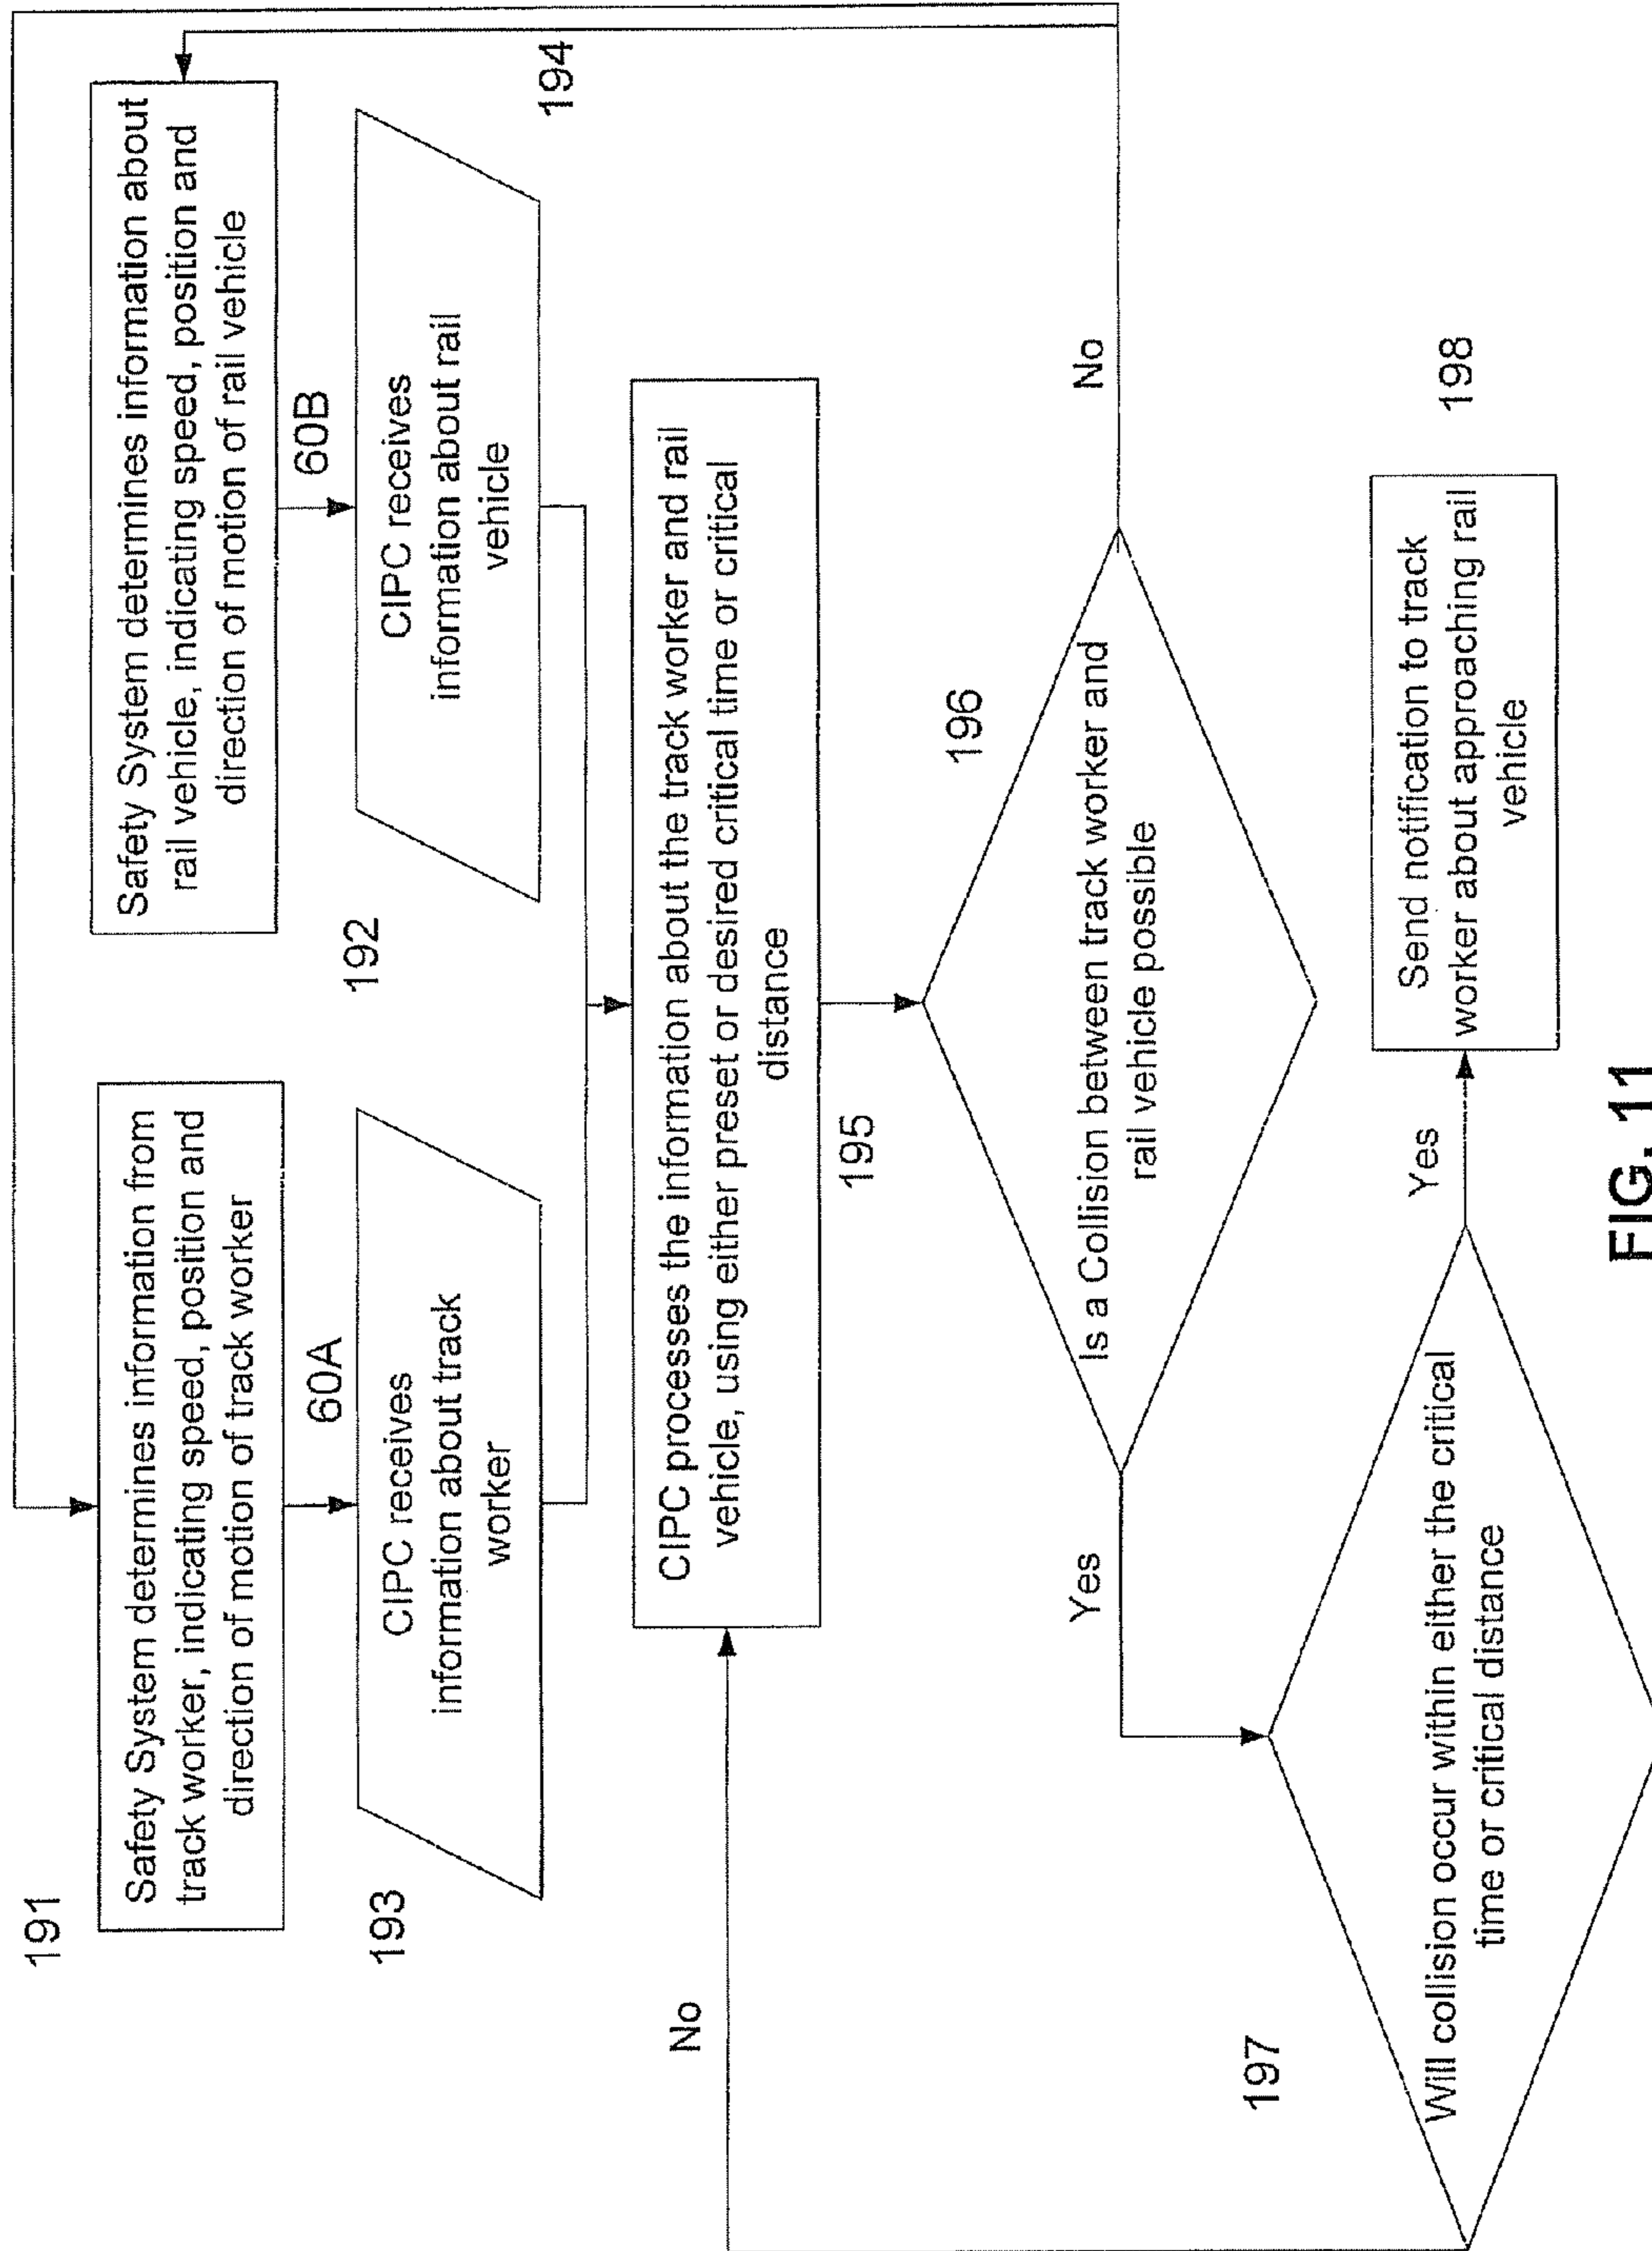 191
Safety System determines information from
track worker, indicating speed, position and
direction of motion of track worker
Safety System determines information about
rail vehicle, indicating speed, position and
direction of motion of rail vehicle
192
60A
60B
193
CIPC receives
information about track
worker
CIPC receives
information about rail
vehicle
194
CIPC processes the information about the track worker and rail
vehicle, using either preset or desired critical time or critical
distance
195
No
196
Is a Collision between track worker and
rail vehicle possible
Yes
No
197
Will collision occur within either the critical
time or critical distance
Yes
Send notification to track
worker about approaching rail
vehicle
198
FIG. 11